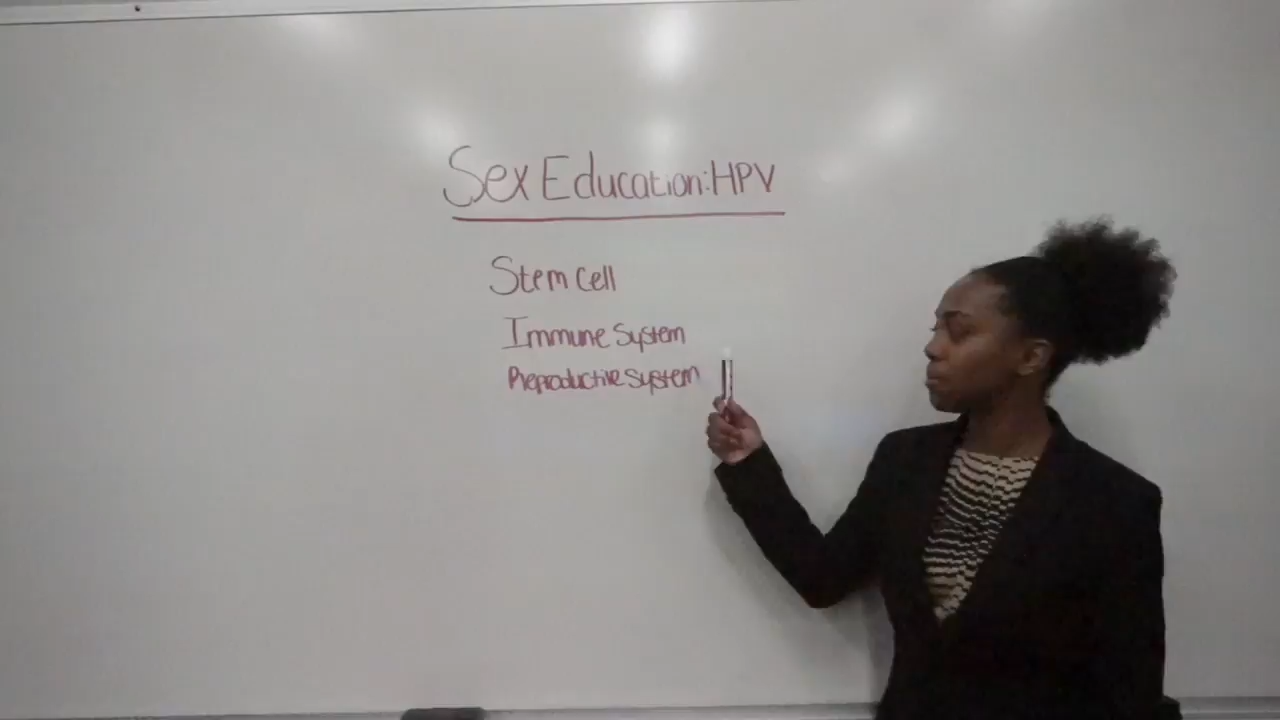 Sex Education: HPV
Stem Cell
Immune System
Reproductive System